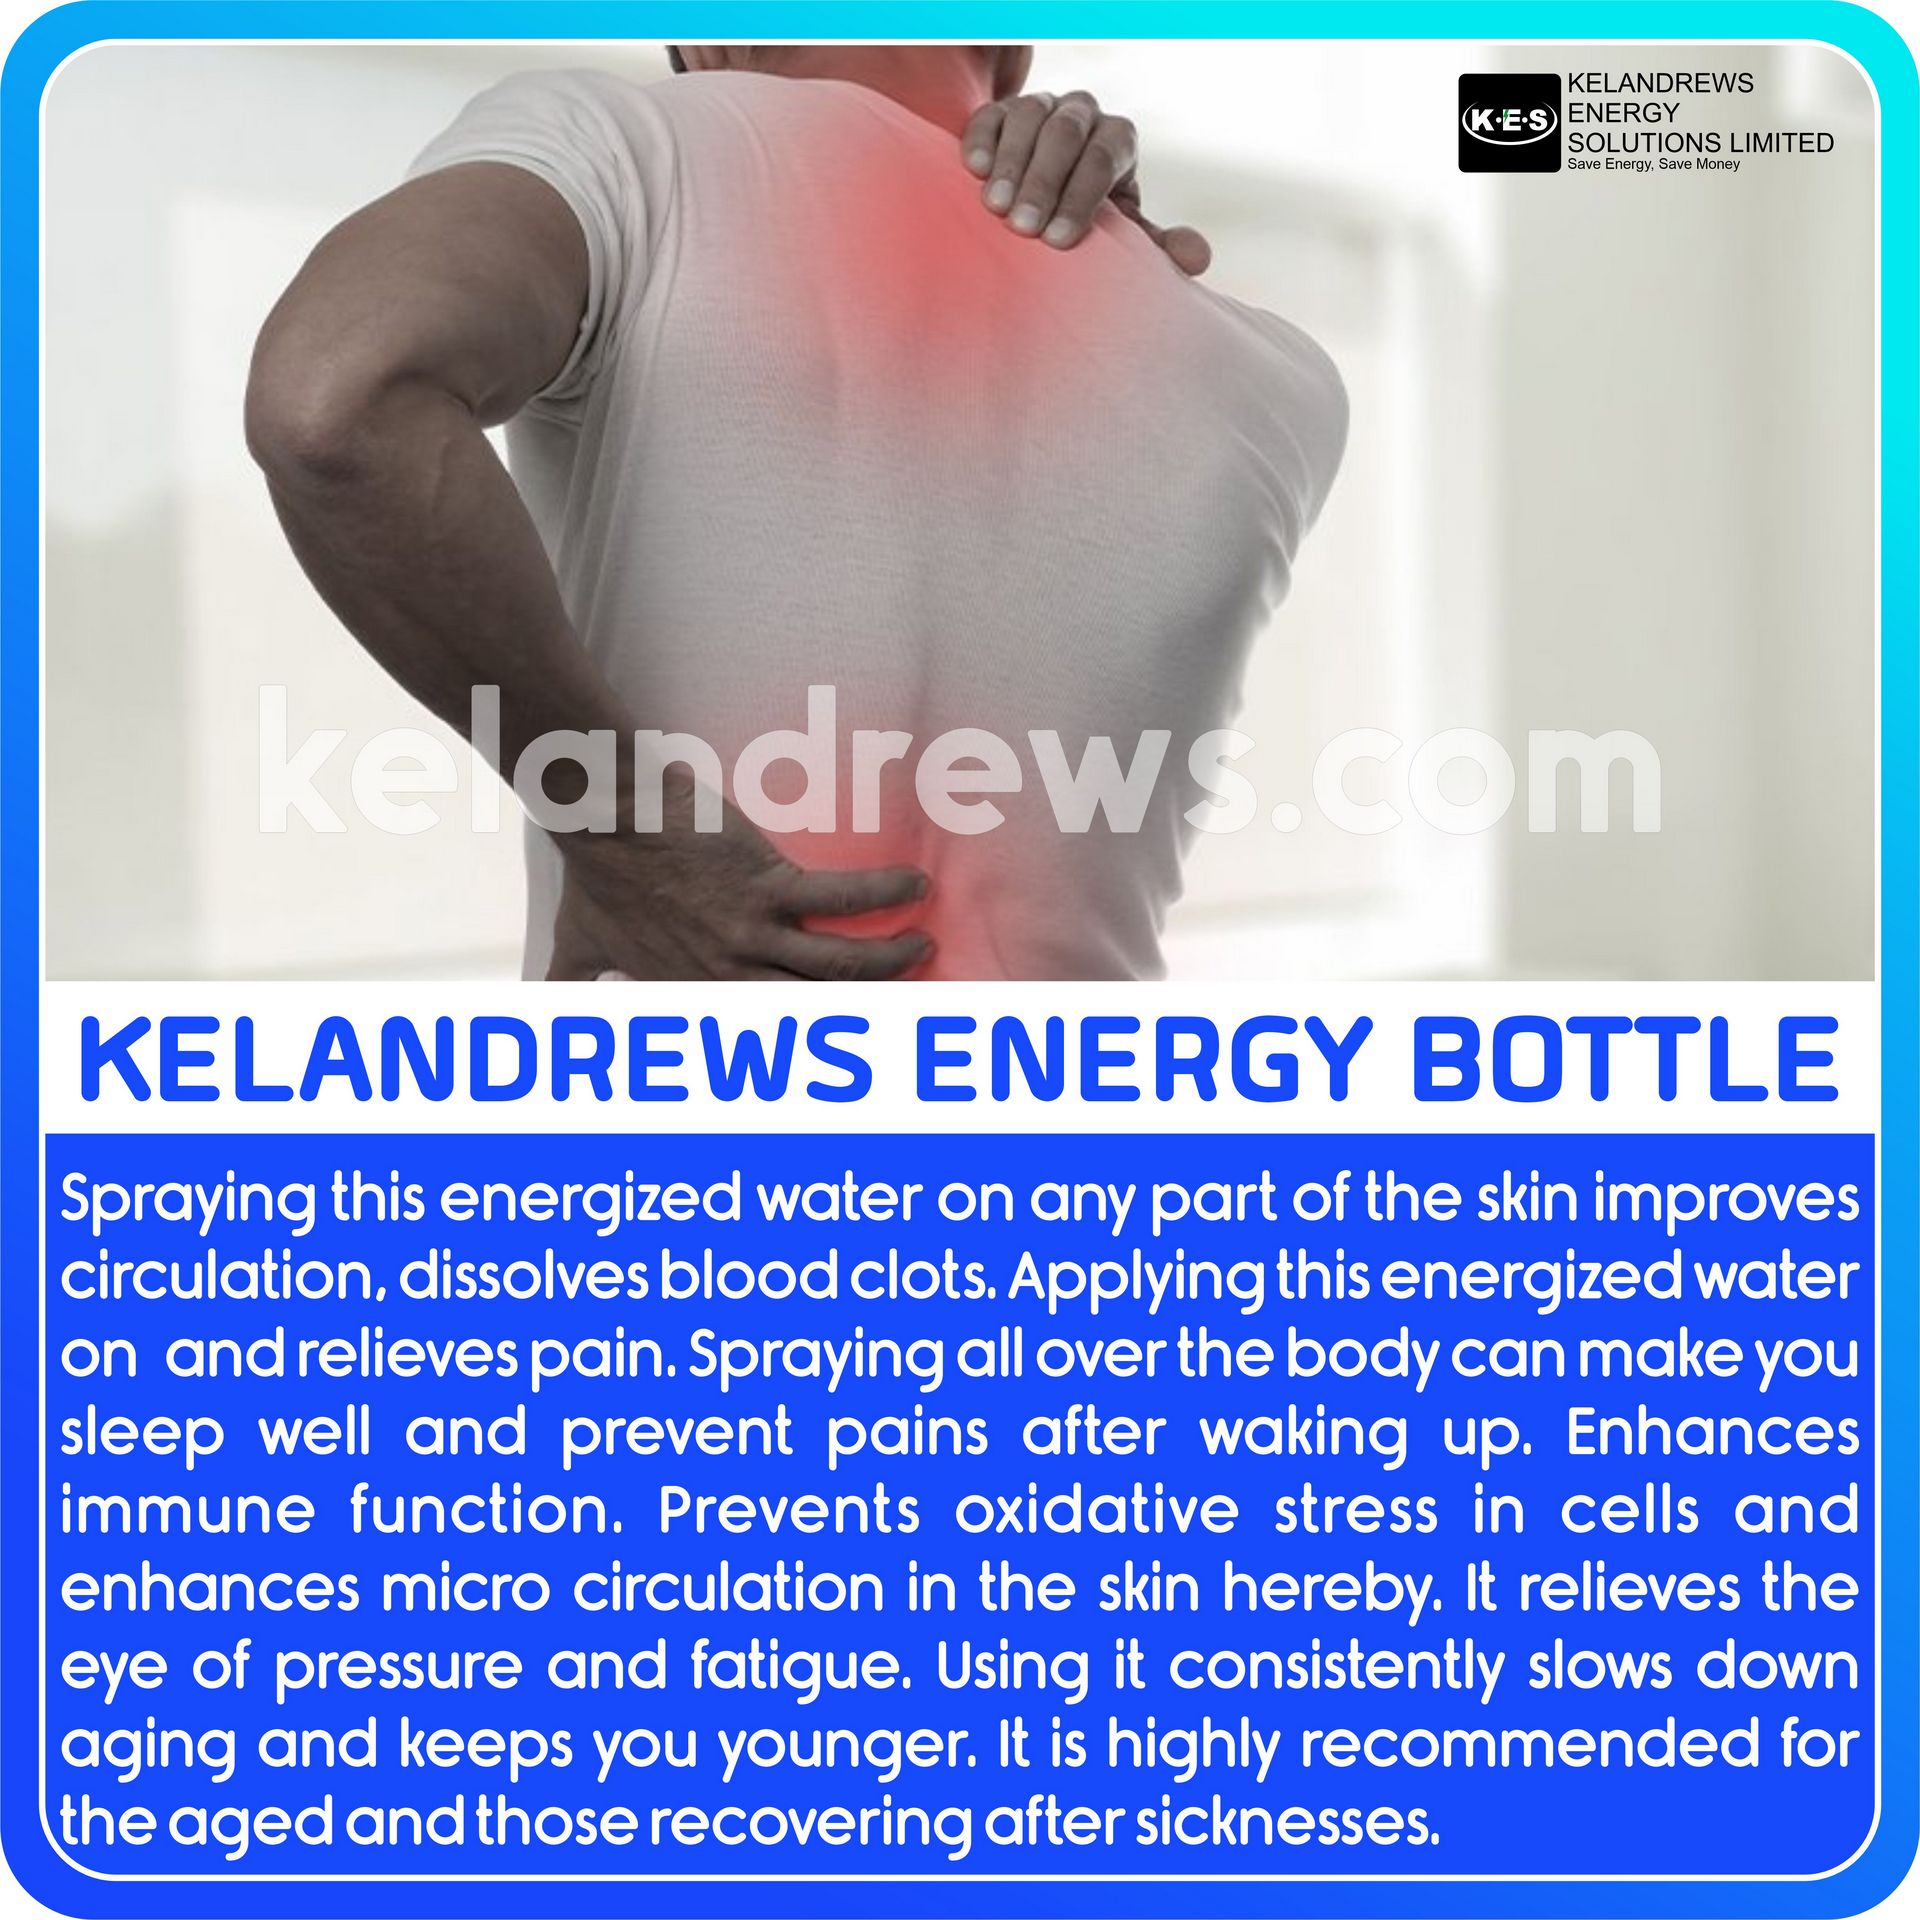 K·E·S
KELANDREWS
ENERGY
SOLUTIONS LIMITED
Save Energy, Save Money
kelandrews.com
KELANDREWS ENERGY BOTTLE
Spraying this energized water on any part of the skin improves
circulation, dissolves blood clots. Applying this energized water
on and relieves pain. Spraying all over the body can make you
sleep well and prevent pains after waking up. Enhances
immune function. Prevents oxidative stress in cells and
enhances micro circulation in the skin hereby. It relieves the
eye of pressure and fatigue. Using it consistently slows down
aging and keeps you younger. It is highly recommended for
the aged and those recovering after sicknesses.